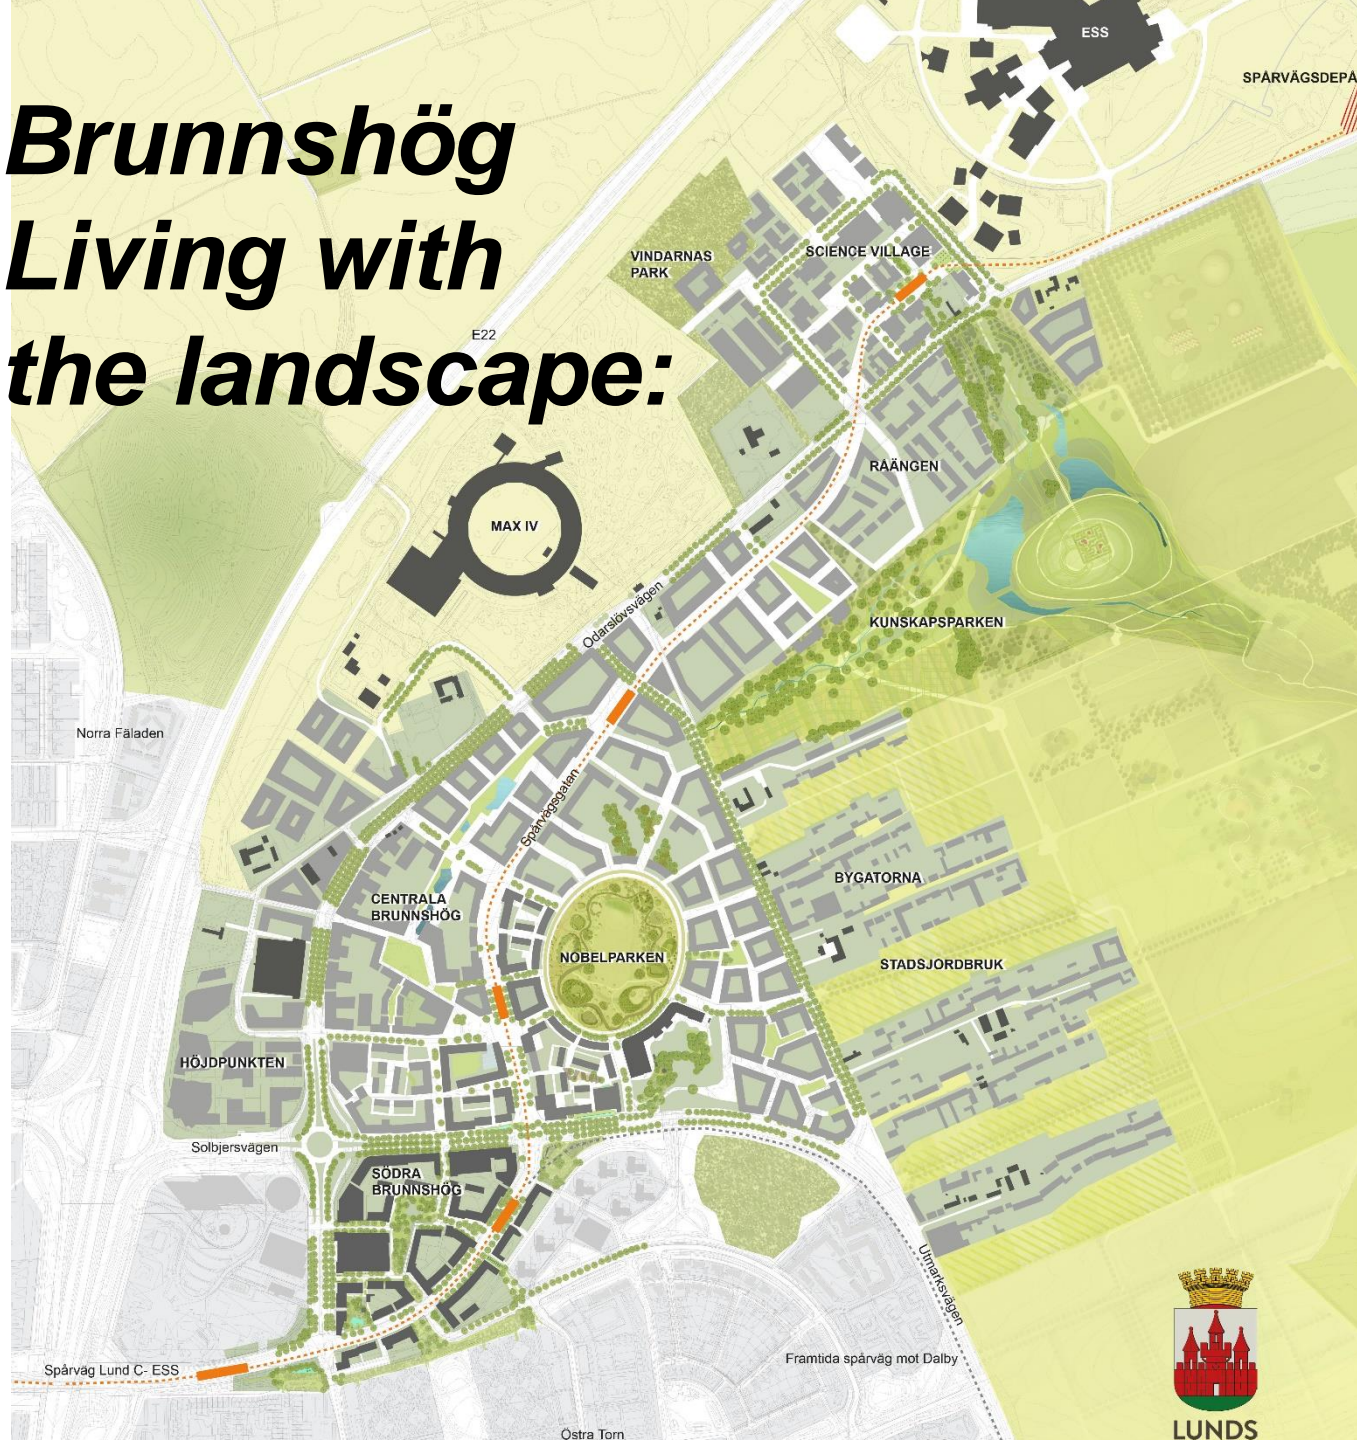 ESS
SPÅRVÄGSDEPÅ
Brunnshög
Living with
the landscape:
VINDARNAS
PARK
SCIENCE VILLAGE
E22
RÅÄNGEN
MAX IV
Odarslövsvägen
KUNSKAPSPARKEN
Norra Fäladen
Spårvägsgatan
BYGATORNA
CENTRALA
BRUNNSHÖG
NOBELPARKEN
STADSJORDBRUK
HÖJDPUNKTEN
Solbjersvägen
SÖDRA
BRUNNSHÖG
Utmarksvägen
Spårväg Lund C- ESS
Framtida spårväg mot Dalby
Östra Torn
LUNDS